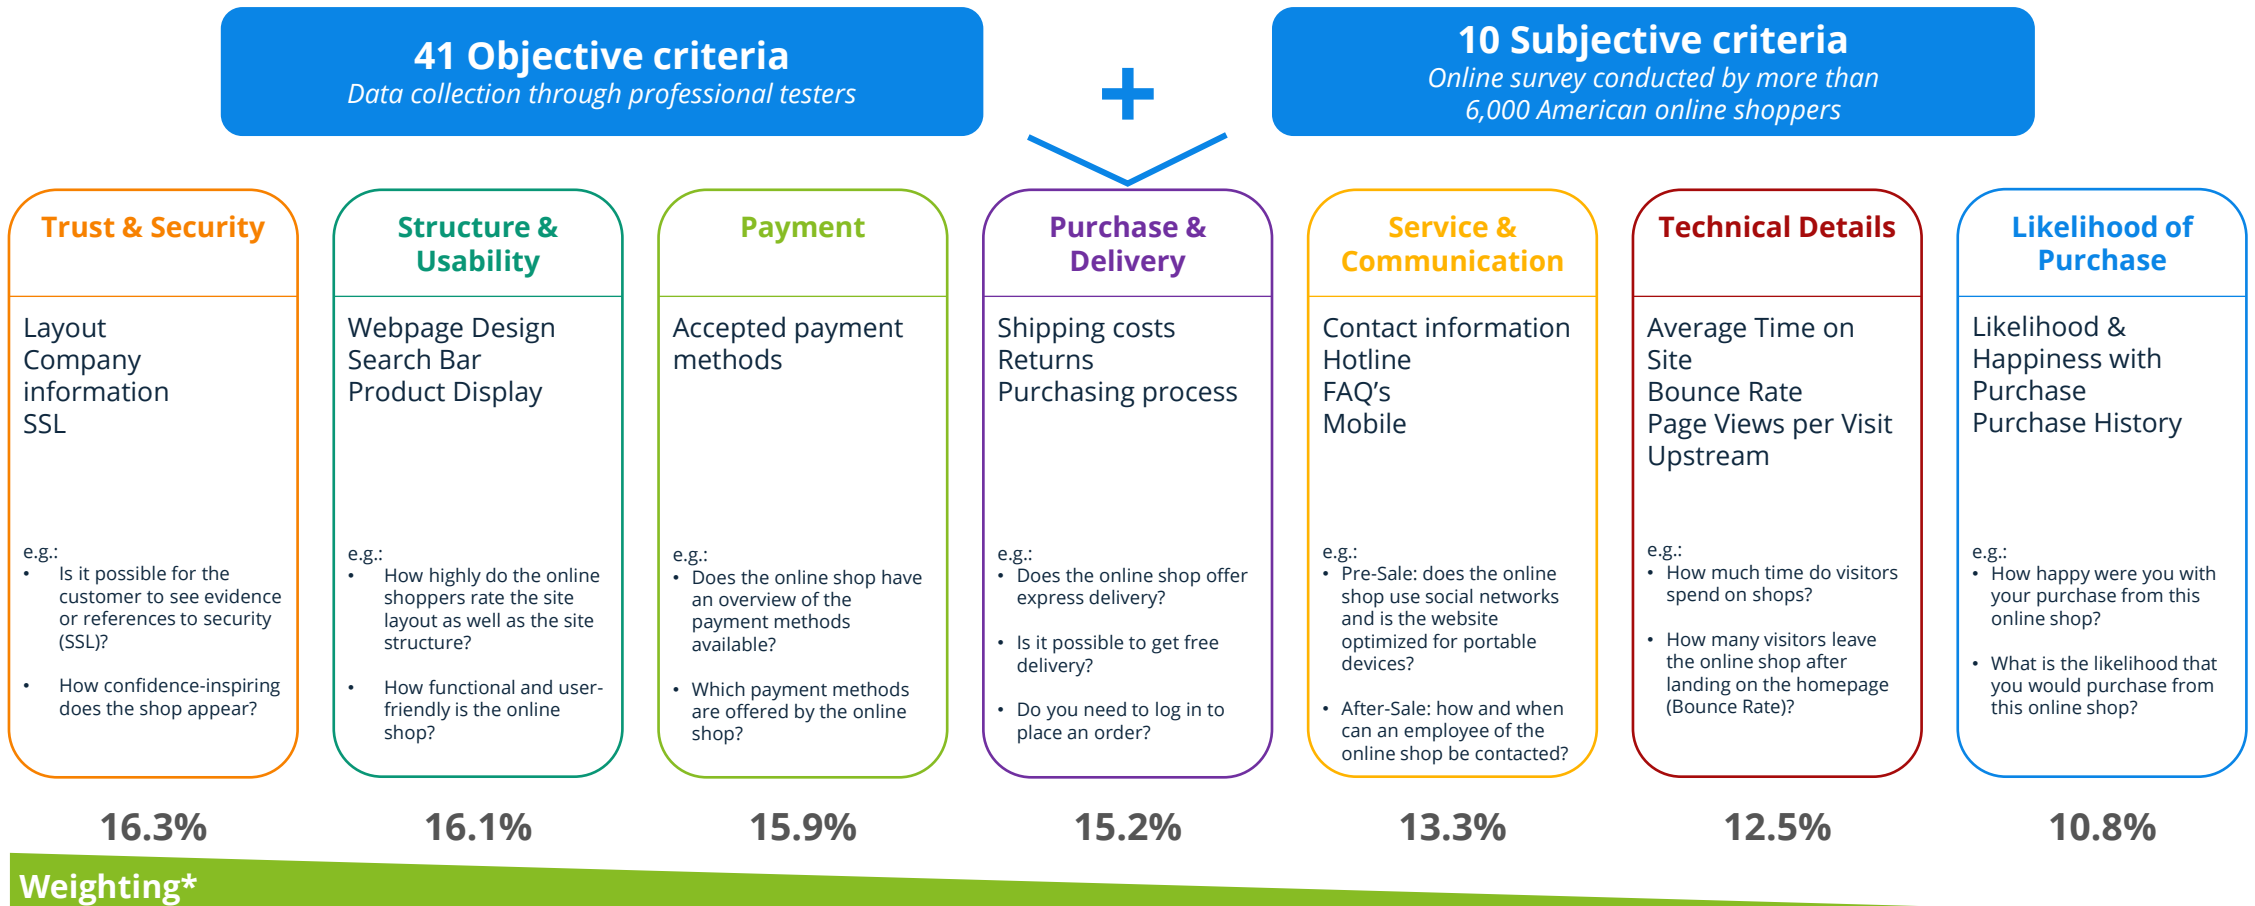 41 Objective criteria
Data collection through professional testers
+
10 Subjective criteria
Online survey conducted by more than
6,000 American online shoppers
Trust & Security
Layout
Company
information
SSL
e.g.:
• Is it possible for the
customer to see evidence
or references to security
(SSL)?
• How confidence-inspiring
does the shop appear?
16.3%
Structure &
Usability
Webpage Design
Search Bar
Product Display
e.g.:
• How highly do the online
shoppers rate the site
layout as well as the site
structure?
• How functional and user-
friendly is the online
shop?
16.1%
Payment
Accepted payment
methods
e.g.:
• Does the online shop have
an overview of the
payment methods
available?
• Which payment methods
are offered by the online
shop?
15.9%
Purchase &
Delivery
Shipping costs
Returns
Purchasing process
e.g.:
• Does the online shop offer
express delivery?
• Is it possible to get free
delivery?
• Do you need to log in to
place an order?
15.2%
Service &
Communication
Contact information
Hotline
FAQ’s
Mobile
e.g.:
• Pre-Sale: does the online
shop use social networks
and is the website
optimized for portable
devices?
• After-Sale: how and when
can an employee of the
online shop be contacted?
13.3%
Technical Details
Average Time on
Site
Bounce Rate
Page Views per Visit
Upstream
e.g.:
• How much time do visitors
spend on shops?
• How many visitors leave
the online shop after
landing on the homepage
(Bounce Rate)?
12.5%
Likelihood of
Purchase
Likelihood &
Happiness with
Purchase
Purchase History
e.g.:
• How happy were you with
your purchase from this
online shop?
• What is the likelihood that
you would purchase from
this online shop?
10.8%
Weighting*